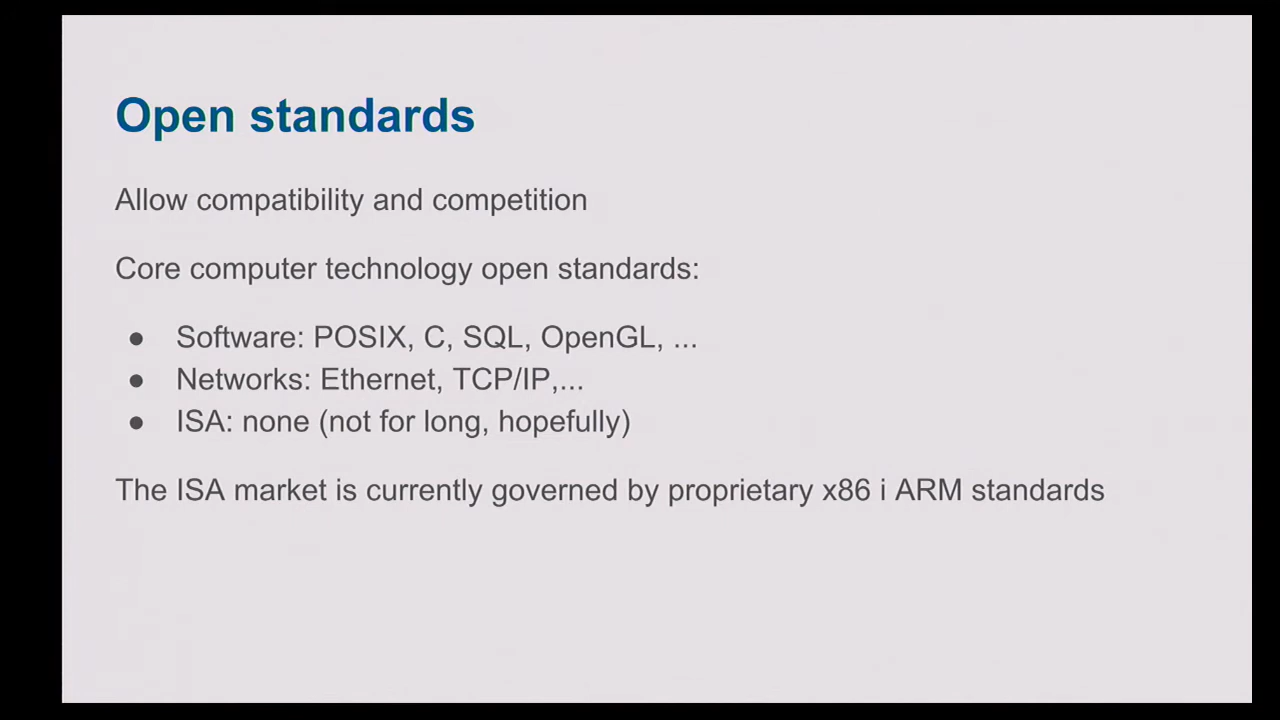 Open standards
Allow compatibility and competition
Core computer technology open standards:
● Software: POSIX, C, SQL, OpenGL, ...
● Networks: Ethernet, TCP/IP,...
● ISA: none (not for long, hopefully)
The ISA market is currently governed by proprietary x86 i ARM standards